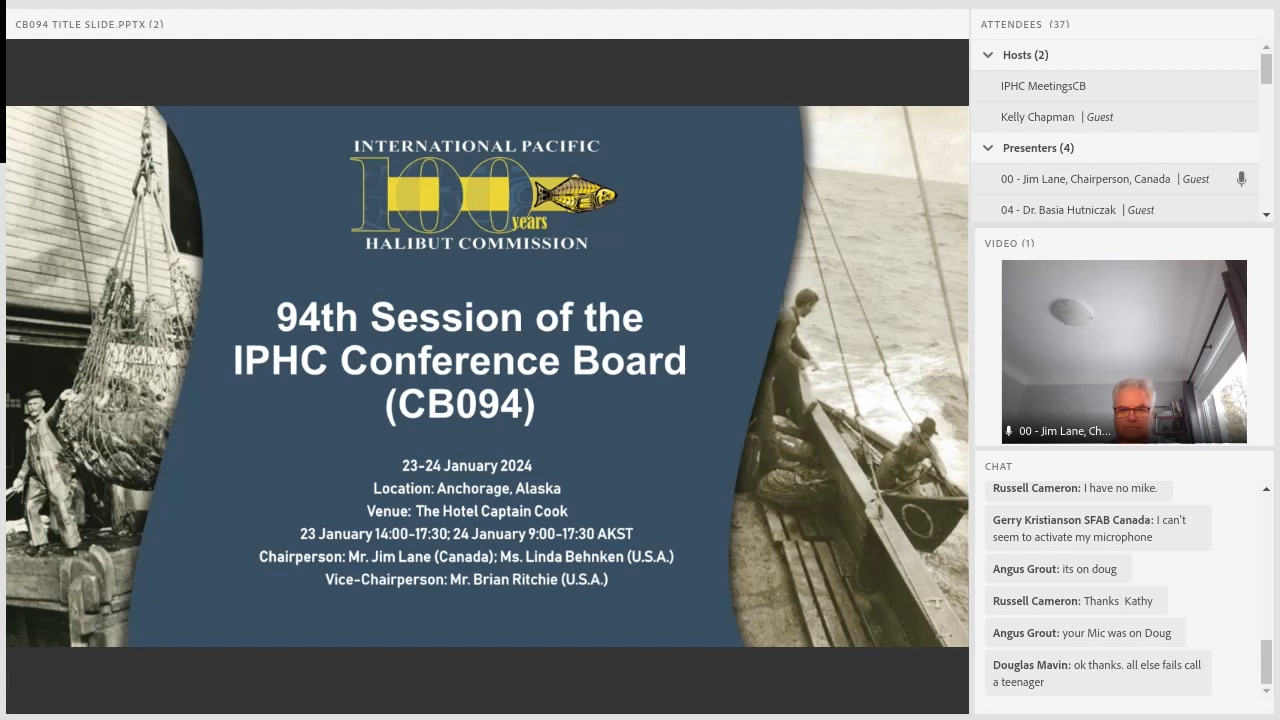 CB094 TITLE SLIDE.PPTX (2)
INTERNATIONAL PACIFIC
100
years
HALIBUT COMMISSION
94th Session of the
IPHC Conference Board
(CB094)
23-24 January 2024
Location: Anchorage, Alaska
Venue: The Hotel Captain Cook
23 January 14:00-17:30; 24 January 9:00-17:30 AKST
Chairperson: Mr. Jim Lane (Canada); Ms. Linda Behnken (U.S.A.)
Vice-Chairperson: Mr. Brian Ritchie (U.S.A.)
ATTENDEES (37)
Hosts (2)
IPHC MeetingsCB
Kelly Chapman | Guest
Presenters (4)
00 - Jim Lane, Chairperson, Canada | Guest
04 - Dr. Basia Hutniczak | Guest
VIDEO (1)
00 - Jim Lane, Ch...
CHAT
Russell Cameron: I have no mike.
Gerry Kristianson SFAB Canada: I can't
seem to activate my microphone
Angus Grout: its on doug
Russell Cameron: Thanks Kathy
Angus Grout: your Mic was on Doug
Douglas Mavin: ok thanks. all else fails call
a teenager